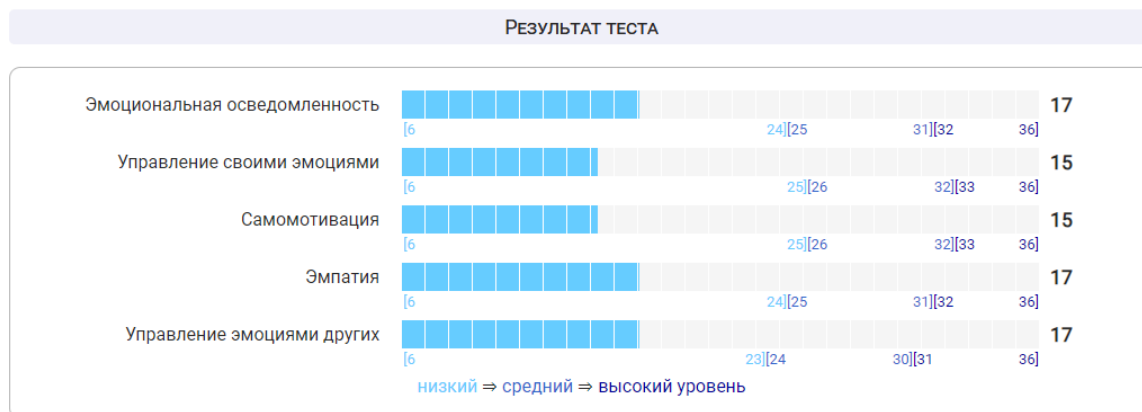 Результат теста
Эмоциональная осведомленность 17
[6 24][25 31][32 36]
Управление своими эмоциями 15
[6 25][26 32][33 36]
Самомотивация 15
[6 25][26 32][33 36]
Эмпатия 17
[6 24][25 31][32 36]
Управление эмоциями других 17
[6 23][24 30][31 36]
низкий ⇒ средний ⇒ высокий уровень